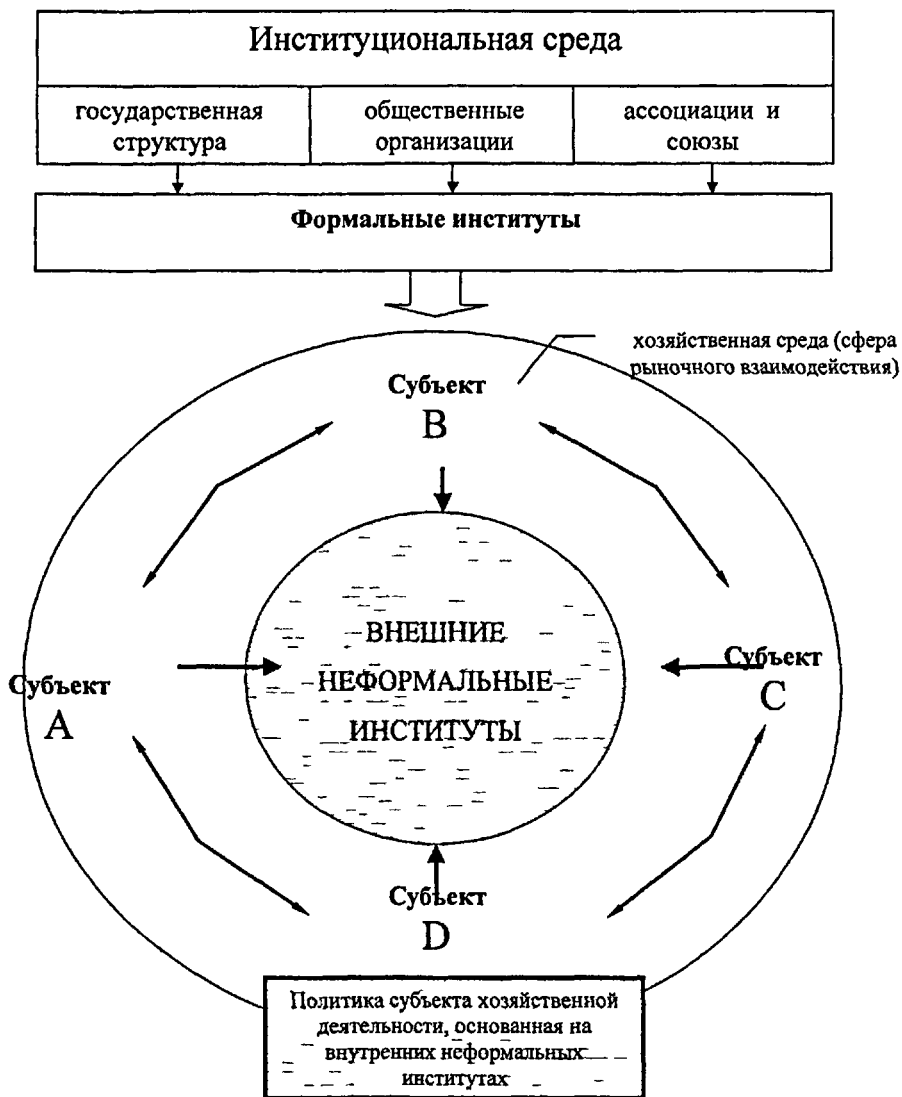 Институциональная среда
государственная
структура
общественные
организации
ассоциации и
союзы
Формальные институты
хозяйственная среда (сфера
рыночного взаимодействия)
Субъект
B
ВНЕШНИЕ
НЕФОРМАЛЬНЫЕ
ИНСТИТУТЫ
Субъект
A
Субъект
C
Субъект
D
Политика субъекта хозяйственной
деятельности, основанная на
внутренних неформальных
институтах